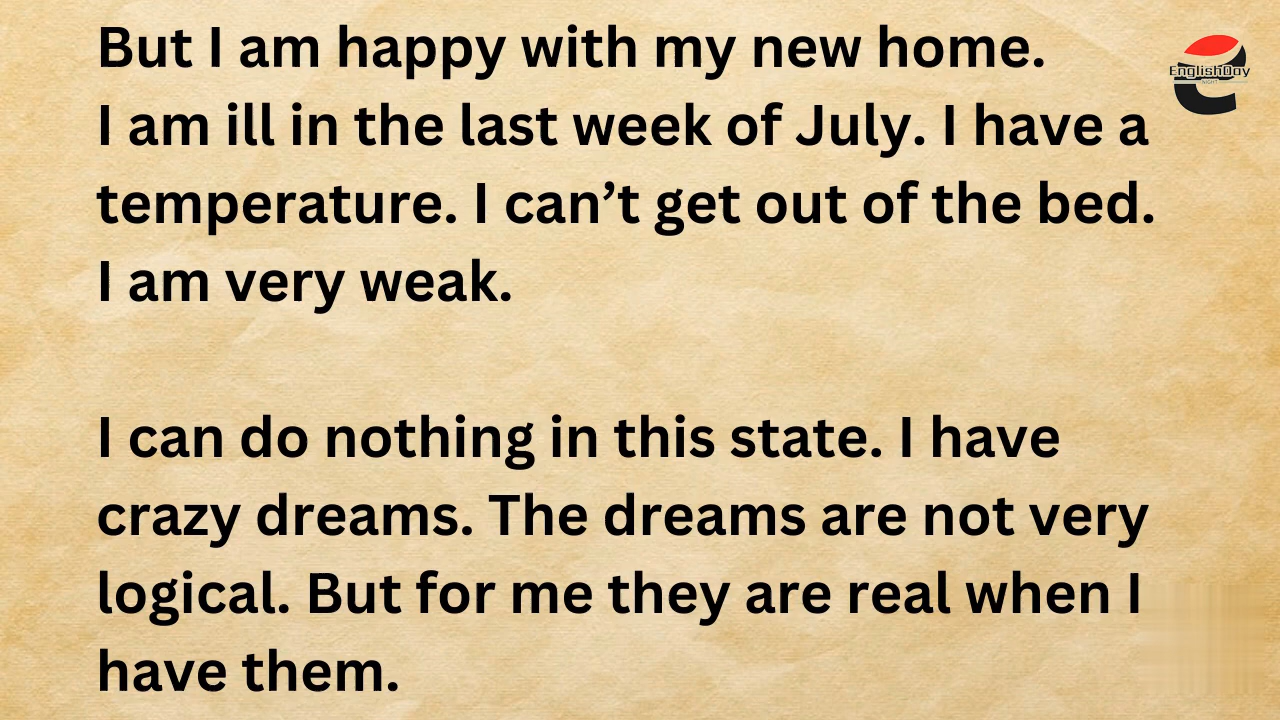 But I am happy with my new home.
I am ill in the last week of July. I have a
temperature. I can’t get out of the bed.
I am very weak.
I can do nothing in this state. I have
crazy dreams. The dreams are not very
logical. But for me they are real when I
have them.
EnglishDay
NIGHT